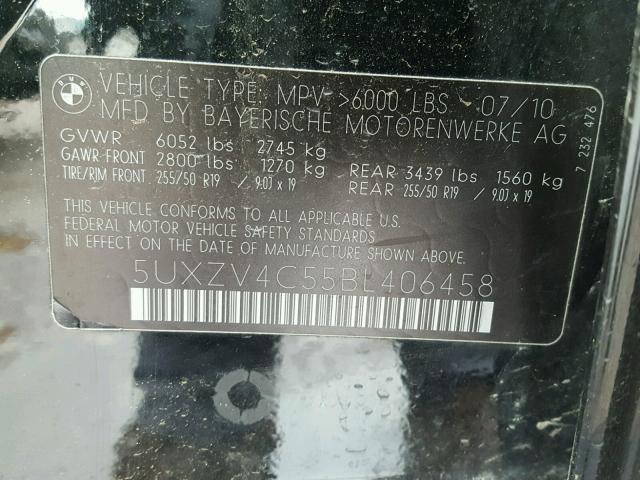 BMW
VEHICLE TYPE: MPV >6000 LBS - 07/10
MFD BY BAYERISCHE MOTORENWERKE AG
GVWR 6052 lbs 2745 kg
GAWR-FRONT 2800 lbs 1270 kg REAR 3439 lbs 1560 kg
TIRE/RIM FRONT 255/50 R19 / 9.0J x 19 REAR 255/50 R19 / 9.0J x 19
THIS VEHICLE CONFORMS TO ALL APPLICABLE U.S.
FEDERAL MOTOR VEHICLE SAFETY STANDARDS
IN EFFECT ON THE DATE OF MANUFACTURE SHOWN ABOVE.
5UXZV4C55BL406458
7 232 476